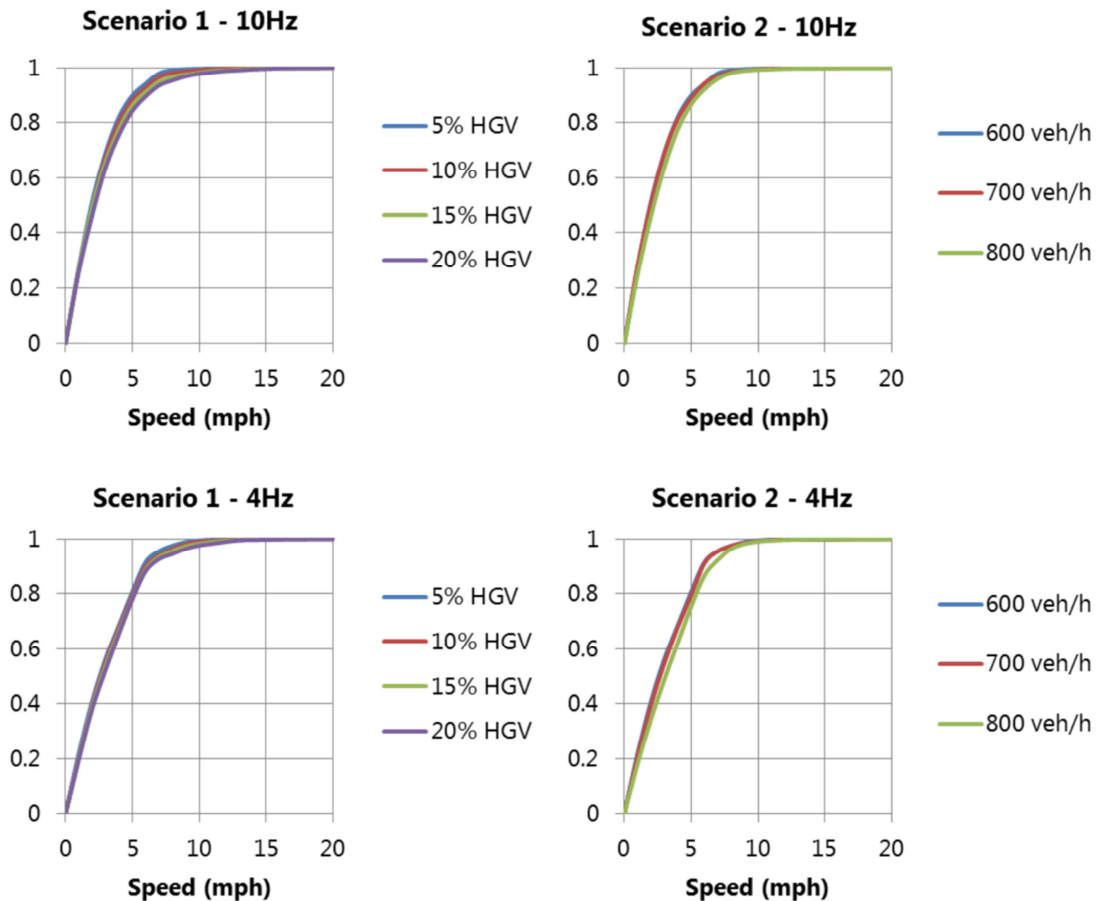 Scenario 1 - 10Hz
1
0.8
0.6
0.4
0.2
0
0 5 10 15 20
Speed (mph)
5% HGV
10% HGV
15% HGV
20% HGV
Scenario 2 - 10Hz
1
0.8
0.6
0.4
0.2
0
0 5 10 15 20
Speed (mph)
600 veh/h
700 veh/h
800 veh/h
Scenario 1 - 4Hz
1
0.8
0.6
0.4
0.2
0
0 5 10 15 20
Speed (mph)
5% HGV
10% HGV
15% HGV
20% HGV
Scenario 2 - 4Hz
1
0.8
0.6
0.4
0.2
0
0 5 10 15 20
Speed (mph)
600 veh/h
700 veh/h
800 veh/h